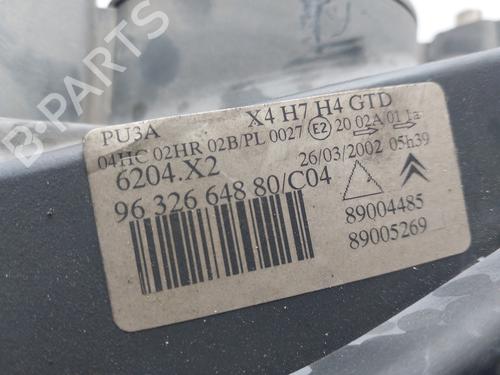 B-PARTS
PU3A X4 H7 H4 GTD
04HC 02HR 02B/PL 0027 E2 20 02A 01 1a
6204.X2 26/03/2002 05h39
96 326 648 80/C04
89004485
89005269